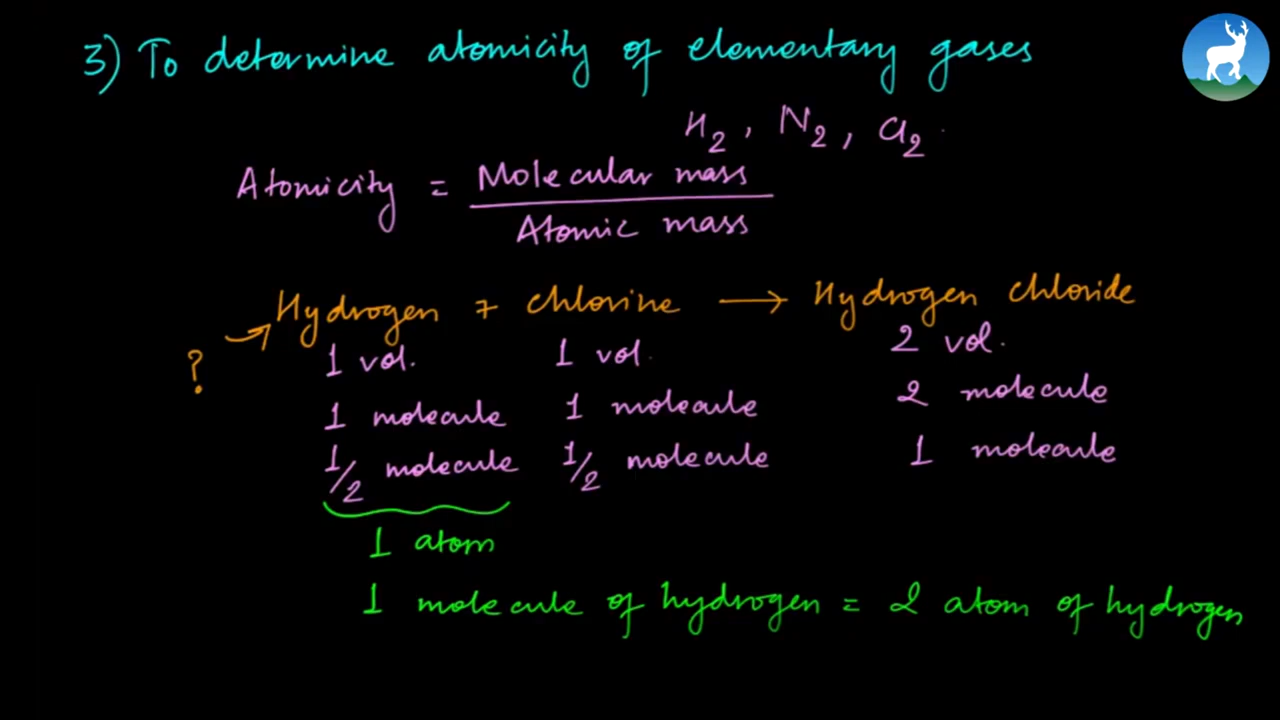 3) To determine atomicity of elementary gases
H2, N2, Cl2.
Atomicity = Molecular mass
Atomic mass
? → Hydrogen + chlorine → Hydrogen chloride
1 vol. 1 vol. 2 vol.
1 molecule 1 molecule 2 molecule
1/2 molecule 1/2 molecule 1 molecule
1 atom
1 molecule of hydrogen = 2 atom of hydrogen